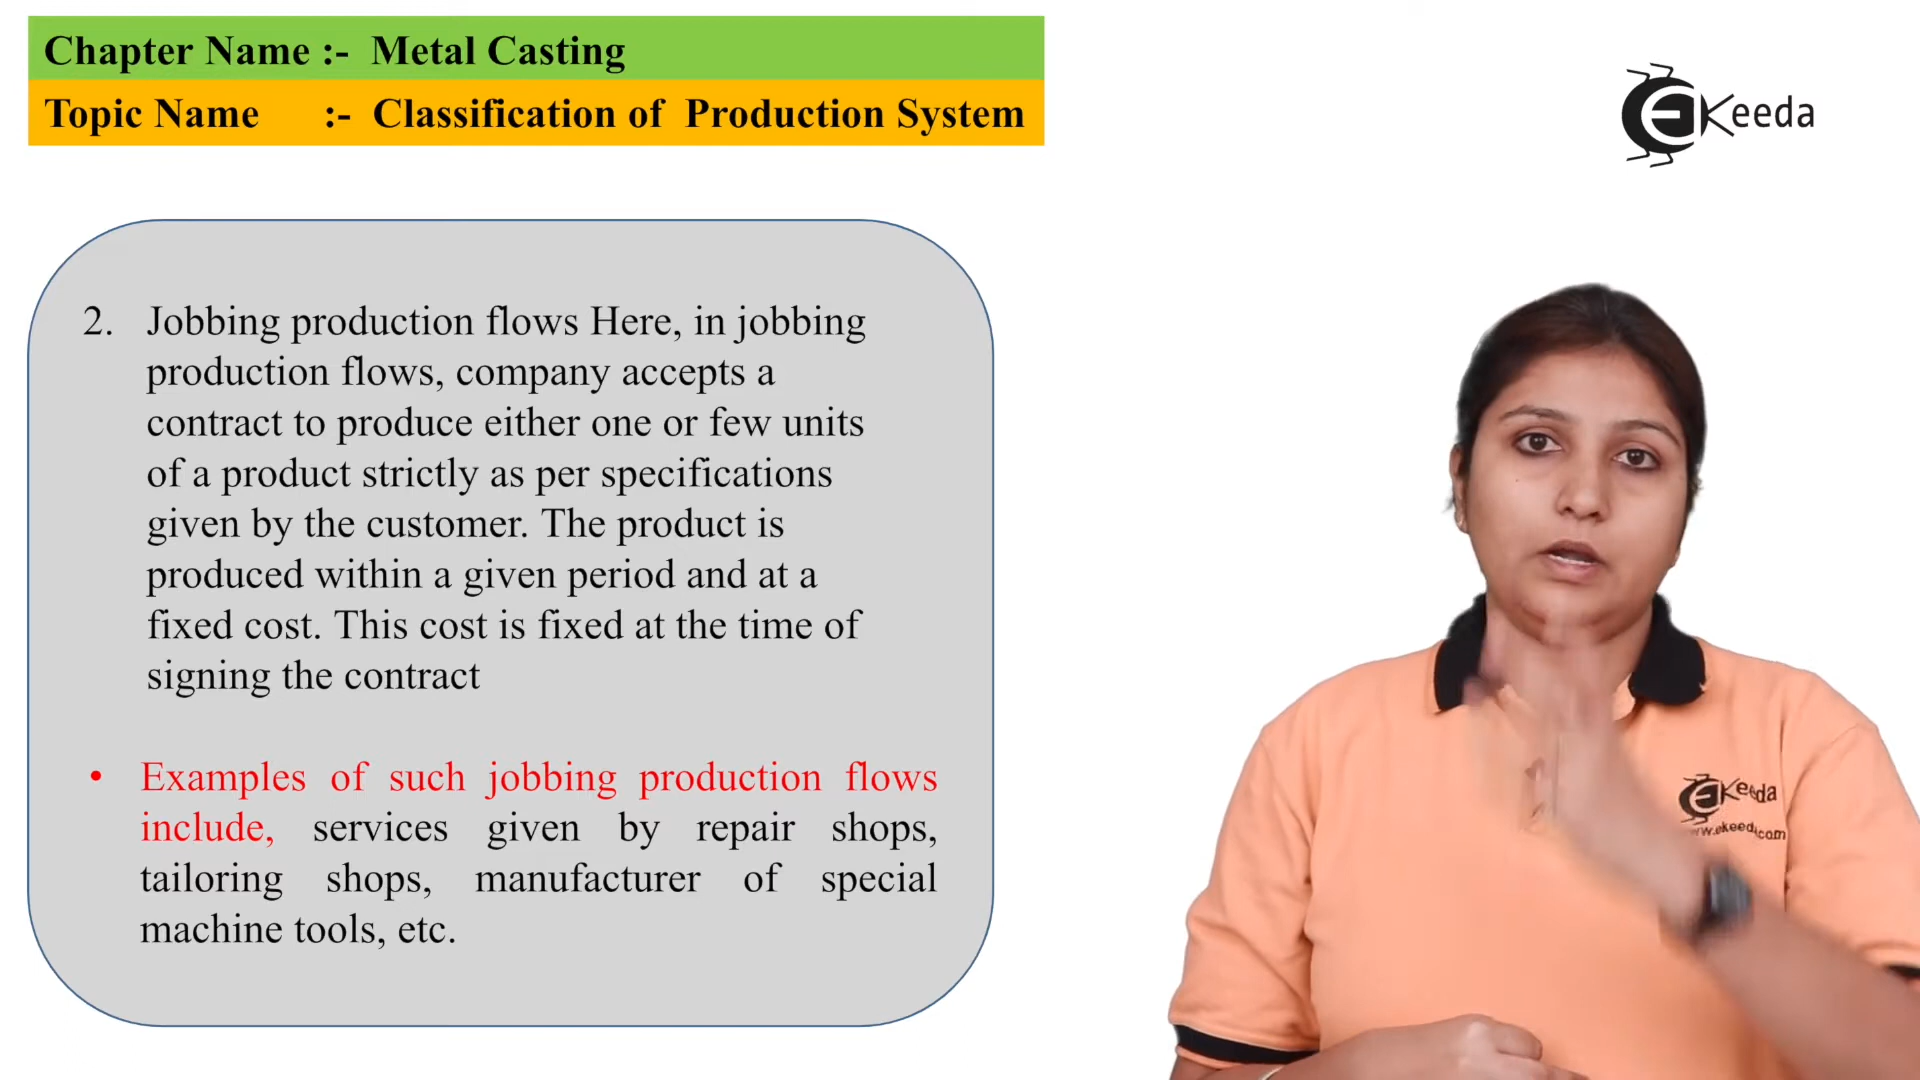 Chapter Name :- Metal Casting
Topic Name :- Classification of Production System
Keeda
2. Jobbing production flows Here, in jobbing
production flows, company accepts a
contract to produce either one or few units
of a product strictly as per specifications
given by the customer. The product is
produced within a given period and at a
fixed cost. This cost is fixed at the time of
signing the contract
• Examples of such jobbing production flows
include, services given by repair shops,
tailoring shops, manufacturer of special
machine tools, etc.
Keeda